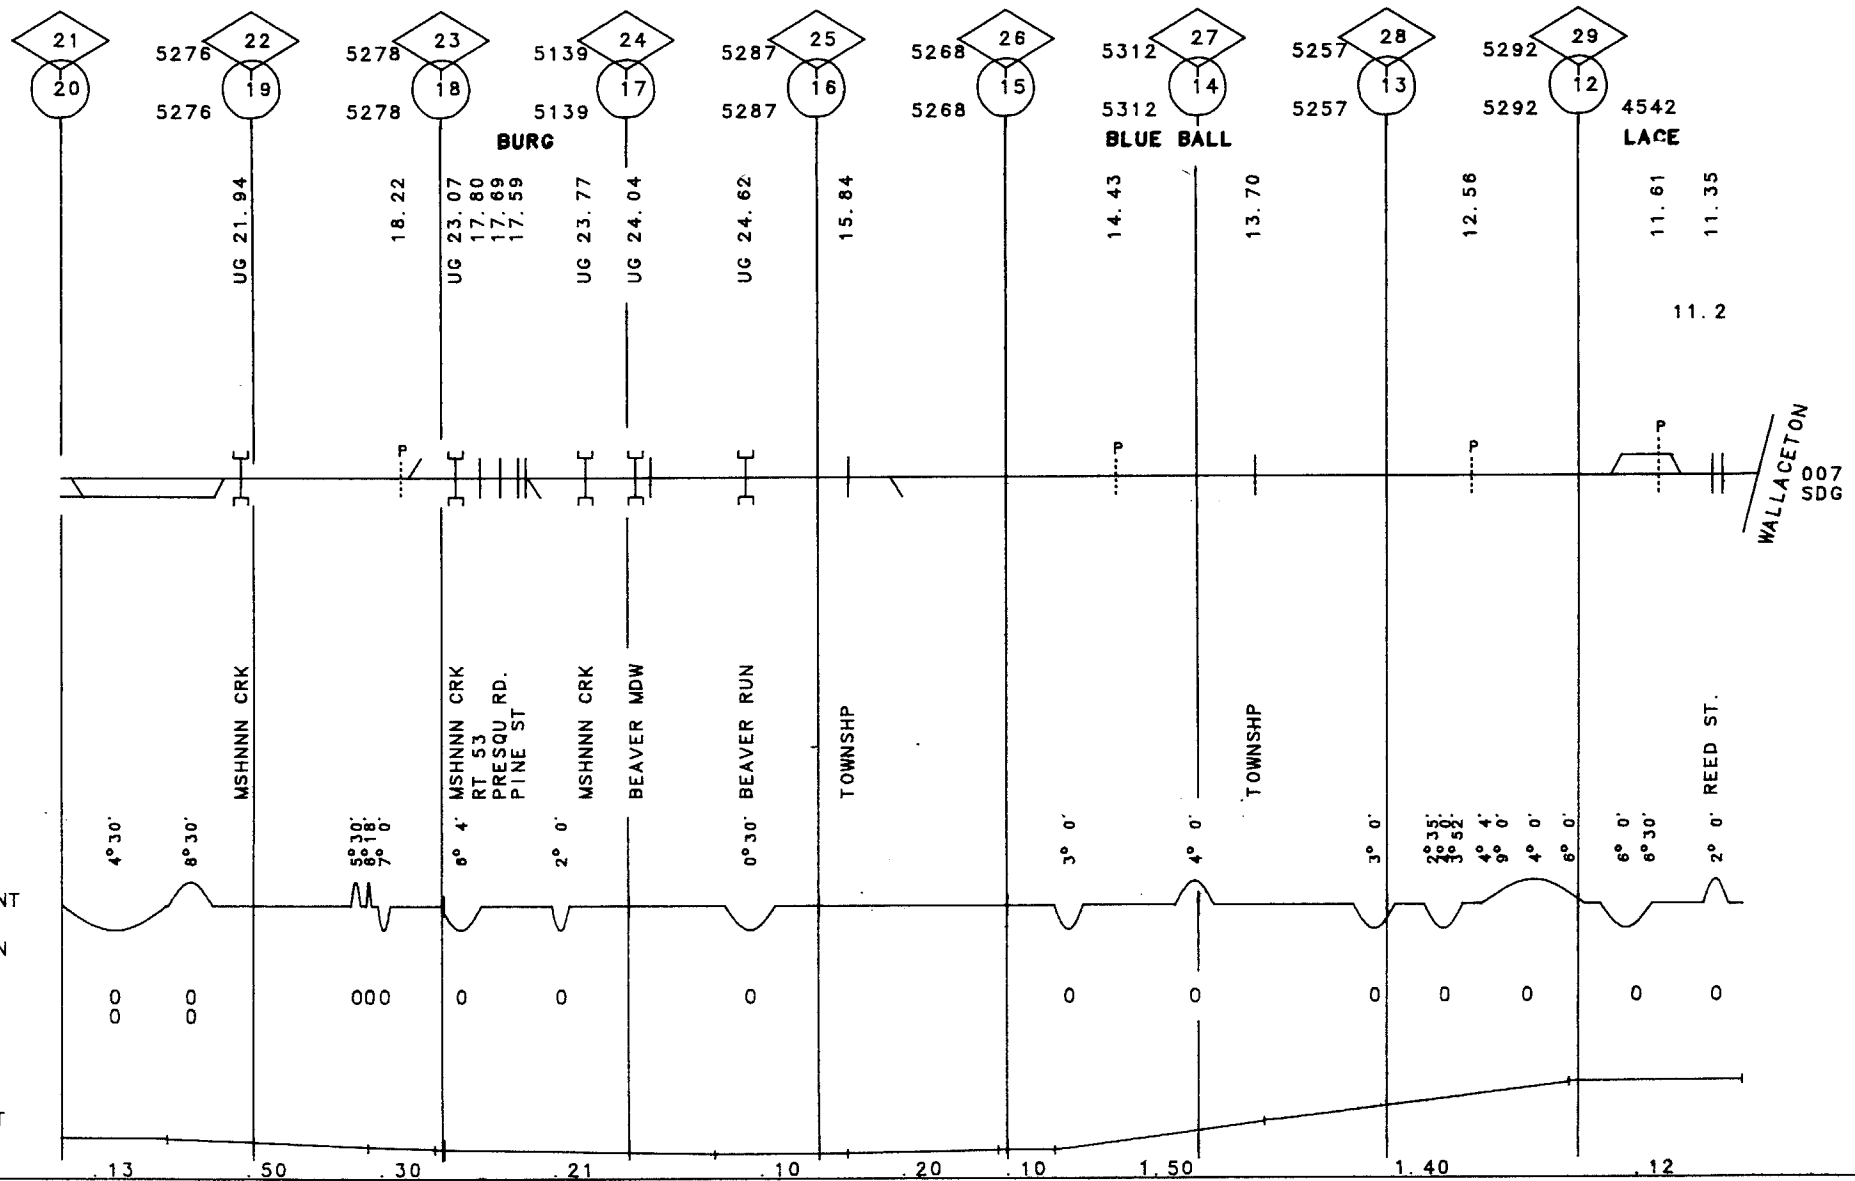 21 22 23 24 25 26 27 28 29
5276 5278 5139 5287 5268 5312 5257 5292
20 19 18 17 16 15 14 13 12
5276 5278 5139 5287 5268 5312 5257 5292 4542
BURG BLUE BALL LACE
UG 21.94
18.22
UG 23.07
17.80
17.69
17.59
UG 23.77
UG 24.04
UG 24.62
15.84
14.43
13.70
12.56
11.61
11.35
11.2
P
P
P
P
WALLACETON
007
SDG
MSHNNN CRK
MSHNNN CRK
RT 53
PRESQU RD.
PINE ST
MSHNNN CRK
BEAVER MDW
BEAVER RUN
TOWNSHP
TOWNSHP
REED ST.
4° 30'
8° 30'
5° 30'
8° 18'
7° 0'
6° 4'
2° 0'
0° 30'
3° 0'
4° 0'
3° 0'
2° 35'
3° 52'
4° 4'
9° 0'
4° 0'
6° 0'
6° 0'
6° 30'
2° 0'
NT
N
0 0 000 0 0 0 0 0 0 0 0 0 0
0 0
T
.13 .50 .30 .21 .10 .20 .10 1.50 1.40 .12